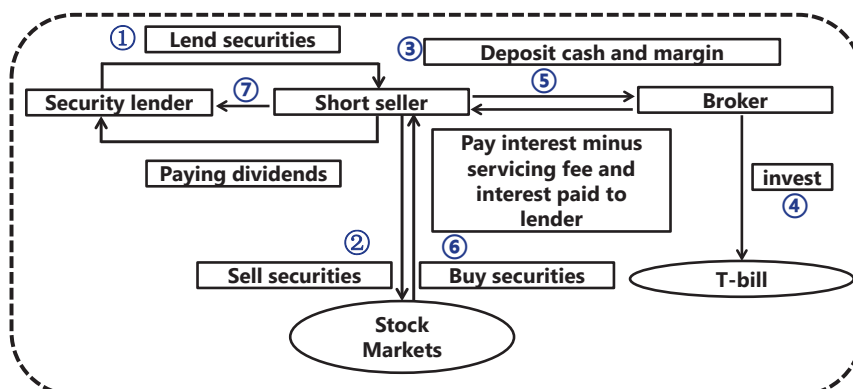 ① Lend securities
③ Deposit cash and margin
Security lender
⑦
Short seller
⑤
Broker
Paying dividends
Pay interest minus
servicing fee and
interest paid to
lender
invest
④
②
⑥
Sell securities
Buy securities
T-bill
Stock
Markets